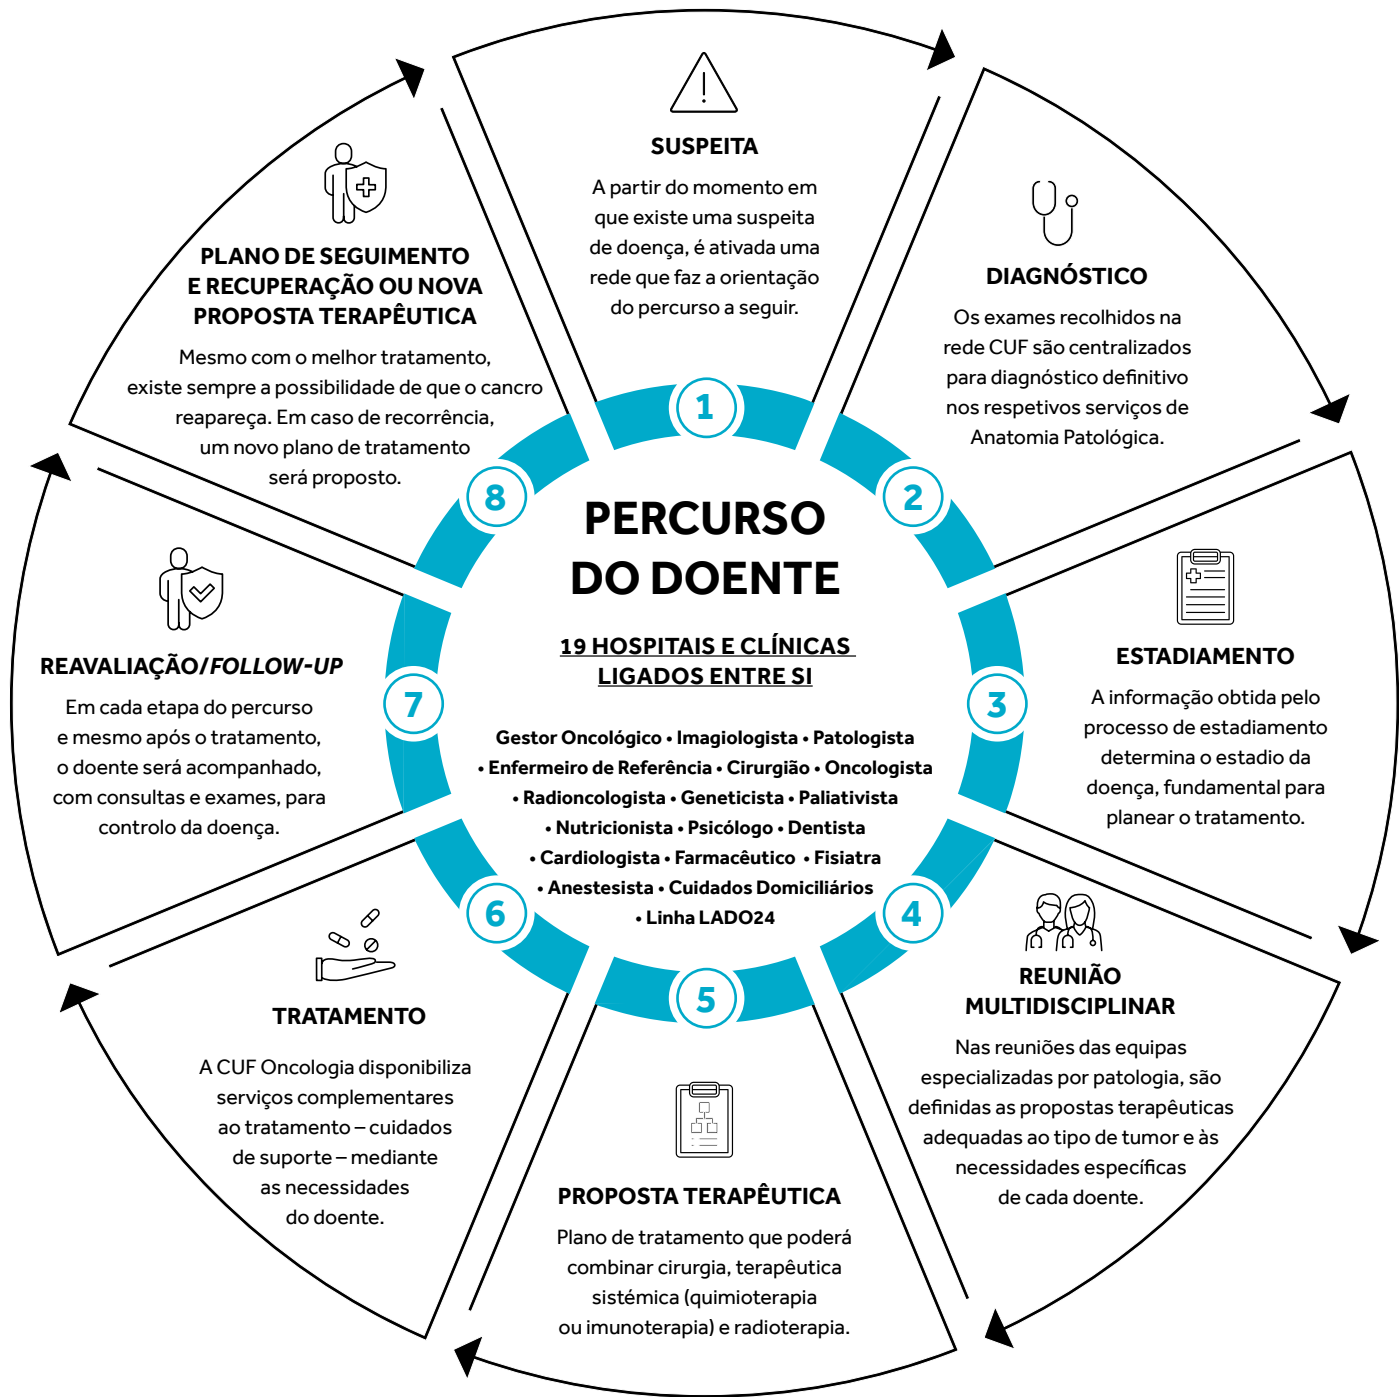 PERCURSO
DO DOENTE
19 HOSPITAIS E CLÍNICAS
LIGADOS ENTRE SI
Gestor Oncológico • Imagiologista • Patologista
• Enfermeiro de Referência • Cirurgião • Oncologista
• Radioncologista • Geneticista • Paliativista
• Nutricionista • Psicólogo • Dentista
• Cardiologista • Farmacêutico • Fisiatra
• Anestesista • Cuidados Domiciliários
• Linha LADO24
1
SUSPEITA
A partir do momento em
que existe uma suspeita
de doença, é ativada uma
rede que faz a orientação
do percurso a seguir.
2
DIAGNÓSTICO
Os exames recolhidos na
rede CUF são centralizados
para diagnóstico definitivo
nos respetivos serviços de
Anatomia Patológica.
3
ESTADIAMENTO
A informação obtida pelo
processo de estadiamento
determina o estadio da
doença, fundamental para
planear o tratamento.
4
REUNIÃO
MULTIDISCIPLINAR
Nas reuniões das equipas
especializadas por patologia, são
definidas as propostas terapêuticas
adequadas ao tipo de tumor e às
necessidades específicas
de cada doente.
5
PROPOSTA TERAPÊUTICA
Plano de tratamento que poderá
combinar cirurgia, terapêutica
sistémica (quimioterapia
ou imunoterapia) e radioterapia.
6
TRATAMENTO
A CUF Oncologia disponibiliza
serviços complementares
ao tratamento – cuidados
de suporte – mediante
as necessidades
do doente.
7
REAVALIAÇÃO/FOLLOW-UP
Em cada etapa do percurso
e mesmo após o tratamento,
o doente será acompanhado,
com consultas e exames, para
controlo da doença.
8
PLANO DE SEGUIMENTO
E RECUPERAÇÃO OU NOVA
PROPOSTA TERAPÊUTICA
Mesmo com o melhor tratamento,
existe sempre a possibilidade de que o cancro
reapareça. Em caso de recorrência,
um novo plano de tratamento
será proposto.